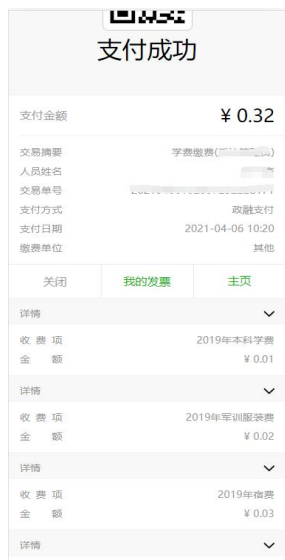 支付成功
支付金额 ¥ 0.32
交易摘要 学费缴费(
人员姓名
交易单号
支付方式 政融支付
支付日期 2021-04-06 10:20
缴费单位 其他
关闭 我的发票 主页
详情
收 费 项 2019年本科学费
金 额 ¥ 0.01
详情
收 费 项 2019年军训服装费
金 额 ¥ 0.02
详情
收 费 项 2019年宿费
金 额 ¥ 0.03
详情